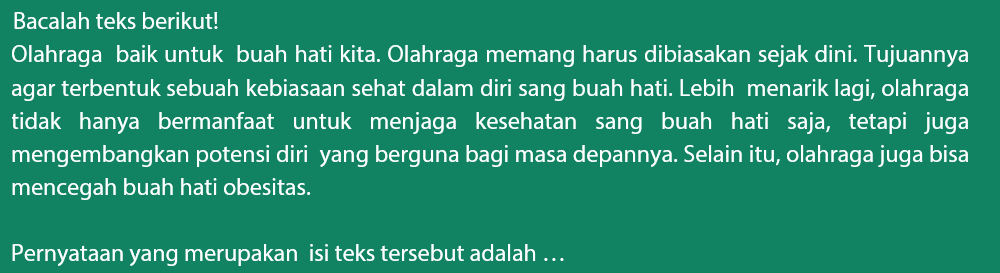 Bacalah teks berikut!
Olahraga baik untuk buah hati kita. Olahraga memang harus dibiasakan sejak dini. Tujuannya
agar terbentuk sebuah kebiasaan sehat dalam diri sang buah hati. Lebih menarik lagi, olahraga
tidak hanya bermanfaat untuk menjaga kesehatan sang buah hati saja, tetapi juga
mengembangkan potensi diri yang berguna bagi masa depannya. Selain itu, olahraga juga bisa
mencegah buah hati obesitas.
Pernyataan yang merupakan isi teks tersebut adalah …